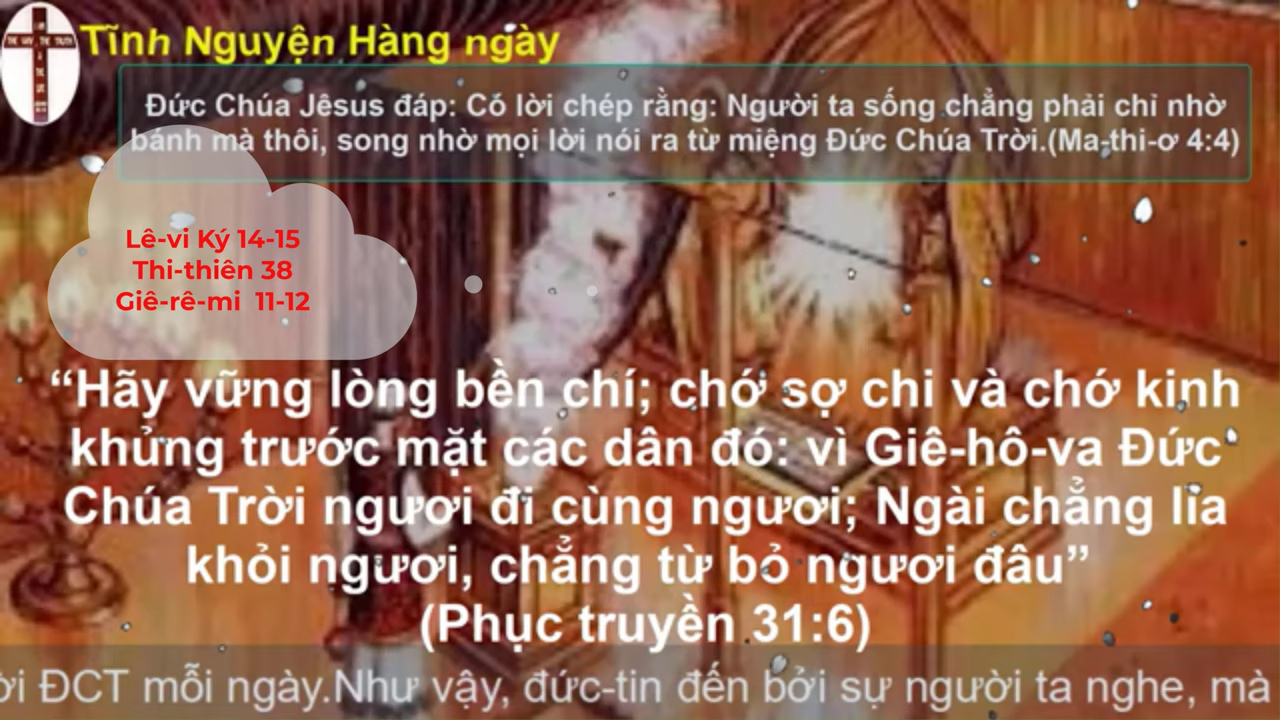 Tĩnh Nguyện Hàng ngày
Đức Chúa Jêsus đáp: Có lời chép rằng: Người ta sống chẳng phải chỉ nhờ
bánh mà thôi, song nhờ mọi lời nói ra từ miệng Đức Chúa Trời.(Ma-thi-ơ 4:4)
Lê-vi Ký 14-15
Thi-thiên 38
Giê-rê-mi 11-12
“Hãy vững lòng bền chí; chớ sợ chi và chớ kinh
khủng trước mặt các dân đó: vì Giê-hô-va Đức
Chúa Trời ngươi đi cùng ngươi; Ngài chẳng lìa
khỏi ngươi, chẳng từ bỏ ngươi đâu”
(Phục truyền 31:6)
ời ĐCT mỗi ngày.Như vậy, đức-tin đến bởi sự người ta nghe, mà